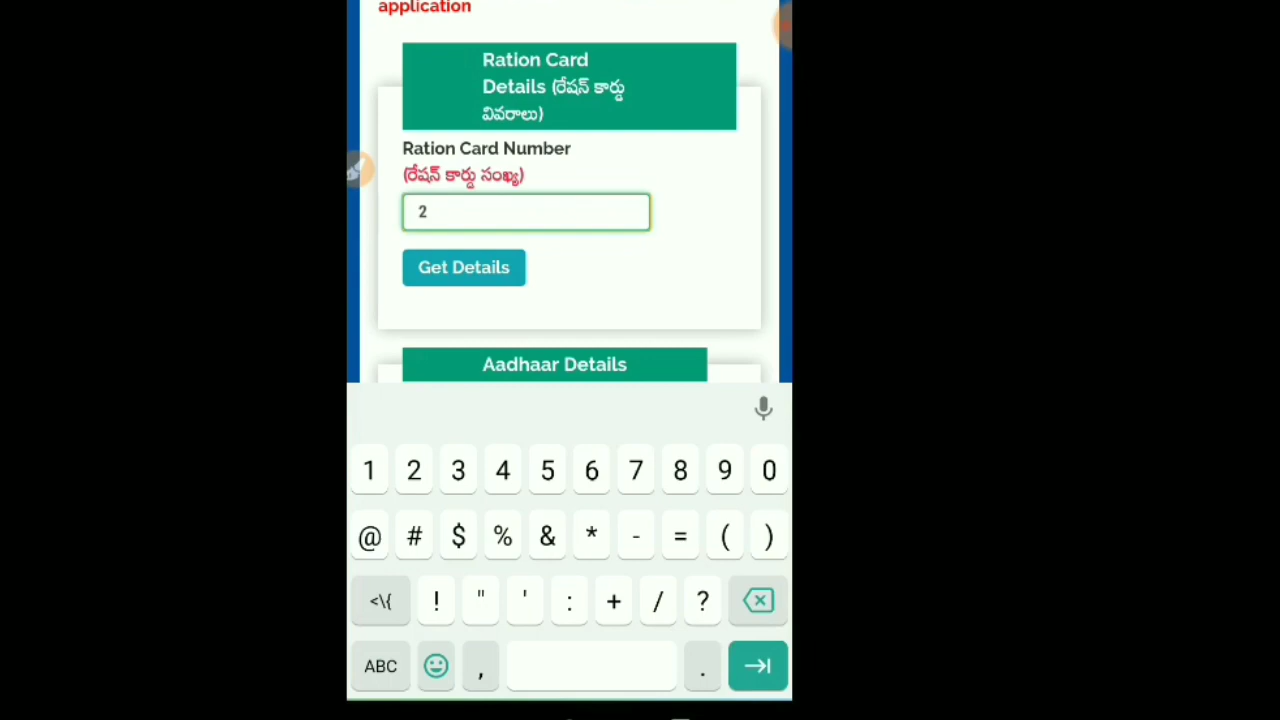 application
Ration Card
Details (రేషన్ కార్డు
వివరాలు)
Ration Card Number
(రేషన్ కార్డు సంఖ్య)
2
Get Details
Aadhaar Details
1 2 3 4 5 6 7 8 9 0
@ # $ % & * - = ( )
<\{ ! " ' : + / ?
ABC , .